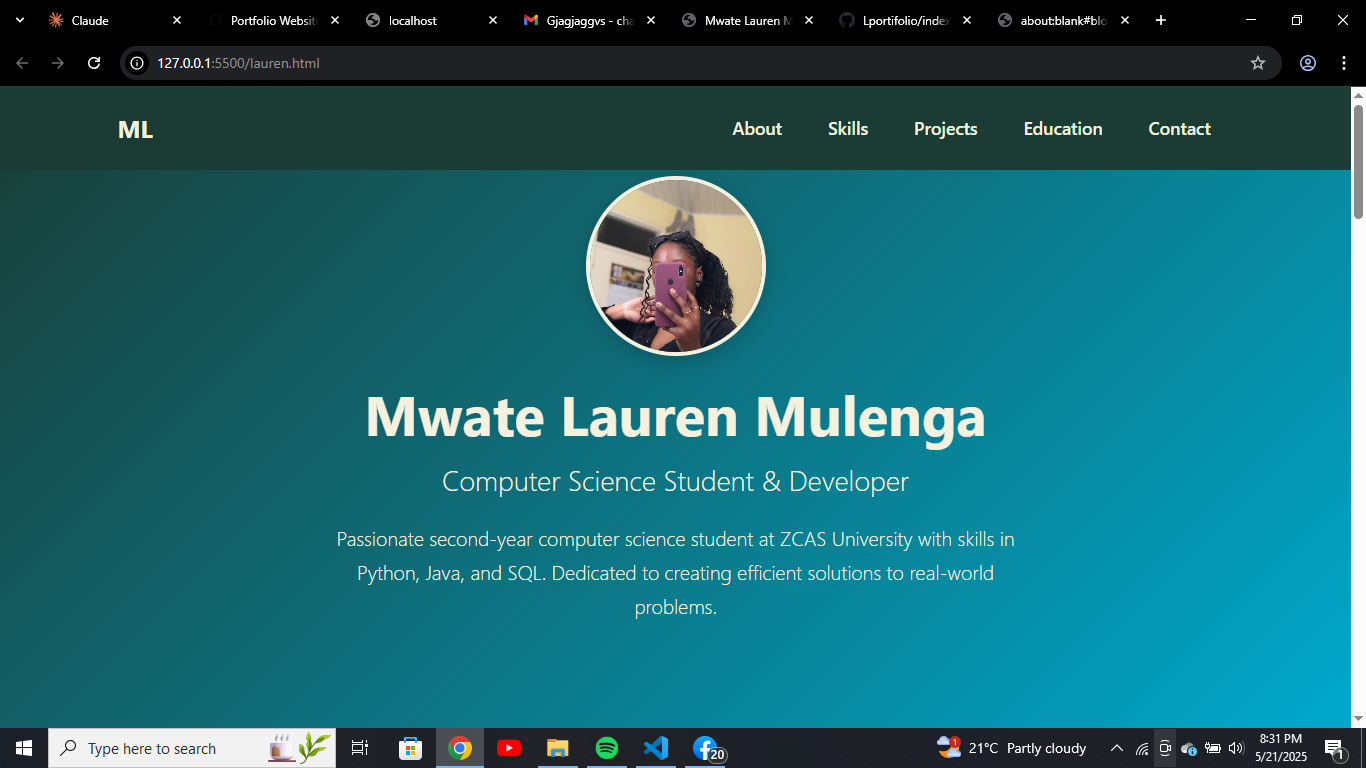 Claude
Portfolio Website
localhost
Gjagjaggvs - cha
Mwate Lauren M
Lportifolio/index
about:blank#blo
127.0.0.1:5500/lauren.html
ML
About
Skills
Projects
Education
Contact
Mwate Lauren Mulenga
Computer Science Student & Developer
Passionate second-year computer science student at ZCAS University with skills in
Python, Java, and SQL. Dedicated to creating efficient solutions to real-world
problems.
Type here to search
20
1
21°C Partly cloudy
8:31 PM
5/21/2025
1